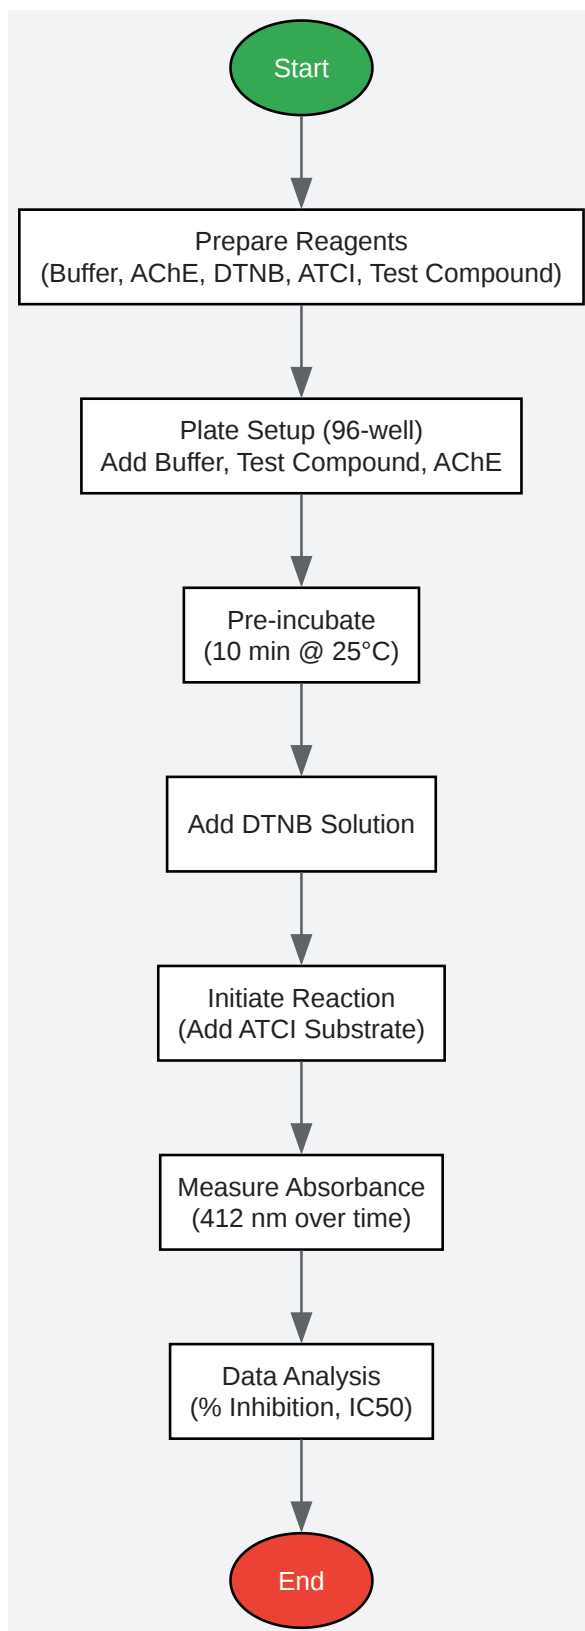 Start
Prepare Reagents
(Buffer, AChE, DTNB, ATCI, Test Compound)
Plate Setup (96-well)
Add Buffer, Test Compound, AChE
Pre-incubate
(10 min @ 25°C)
Add DTNB Solution
Initiate Reaction
(Add ATCI Substrate)
Measure Absorbance
(412 nm over time)
Data Analysis
(% Inhibition, IC50)
End